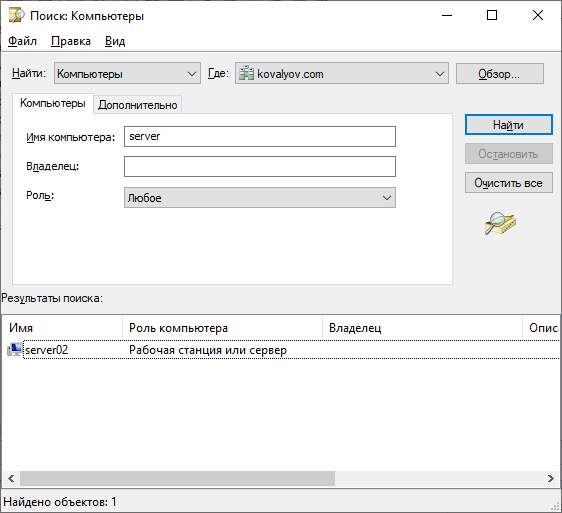 Поиск: Компьютеры
Файл Правка Вид
Найти: Компьютеры Где: kovalyov.com Обзор...
Компьютеры Дополнительно
Имя компьютера: server
Найти
Остановить
Владелец:
Очистить все
Роль: Любое
Результаты поиска:
Имя Роль компьютера Владелец Описа
server02 Рабочая станция или сервер
Найдено объектов: 1